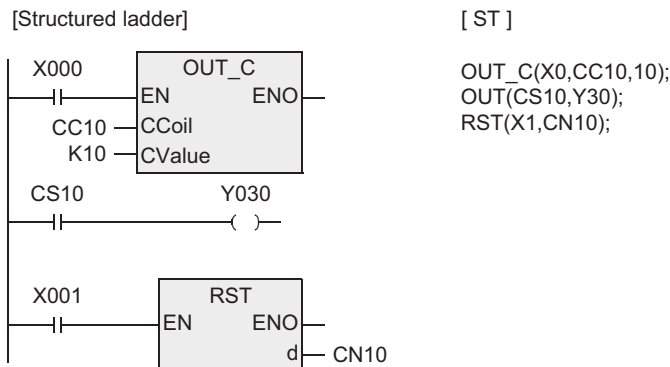 [Structured ladder]
[ ST ]
X000
OUT_C
EN ENO
CC10 CCoil
K10 CValue
CS10 Y030
X001
RST
EN ENO
d CN10
OUT_C(X0,CC10,10);
OUT(CS10,Y30);
RST(X1,CN10);